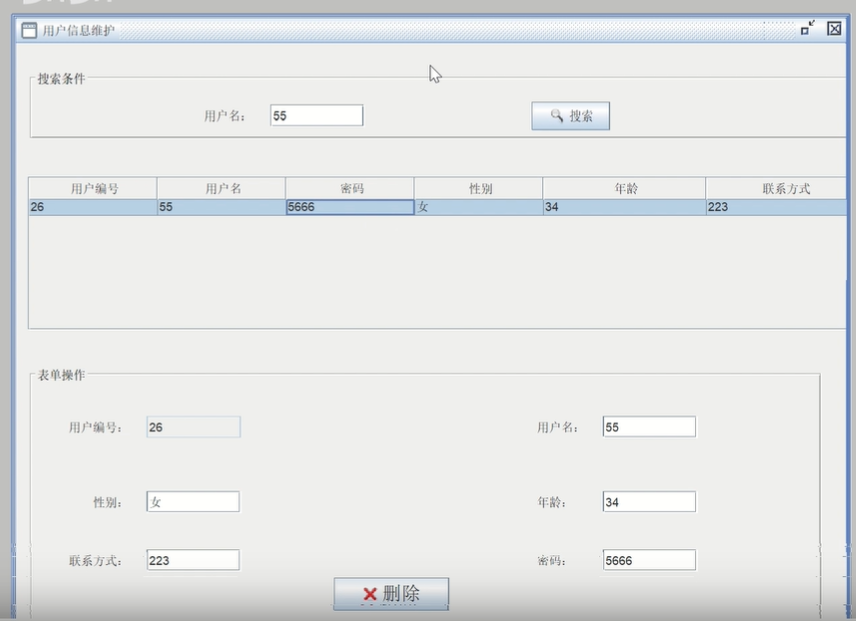 用户信息维护
搜索条件
用户名： 55 搜索
用户编号 用户名 密码 性别 年龄 联系方式
26 55 5666 女 34 223
表单操作
用户编号： 26 用户名： 55
性别： 女 年龄： 34
联系方式： 223 密码： 5666
删除